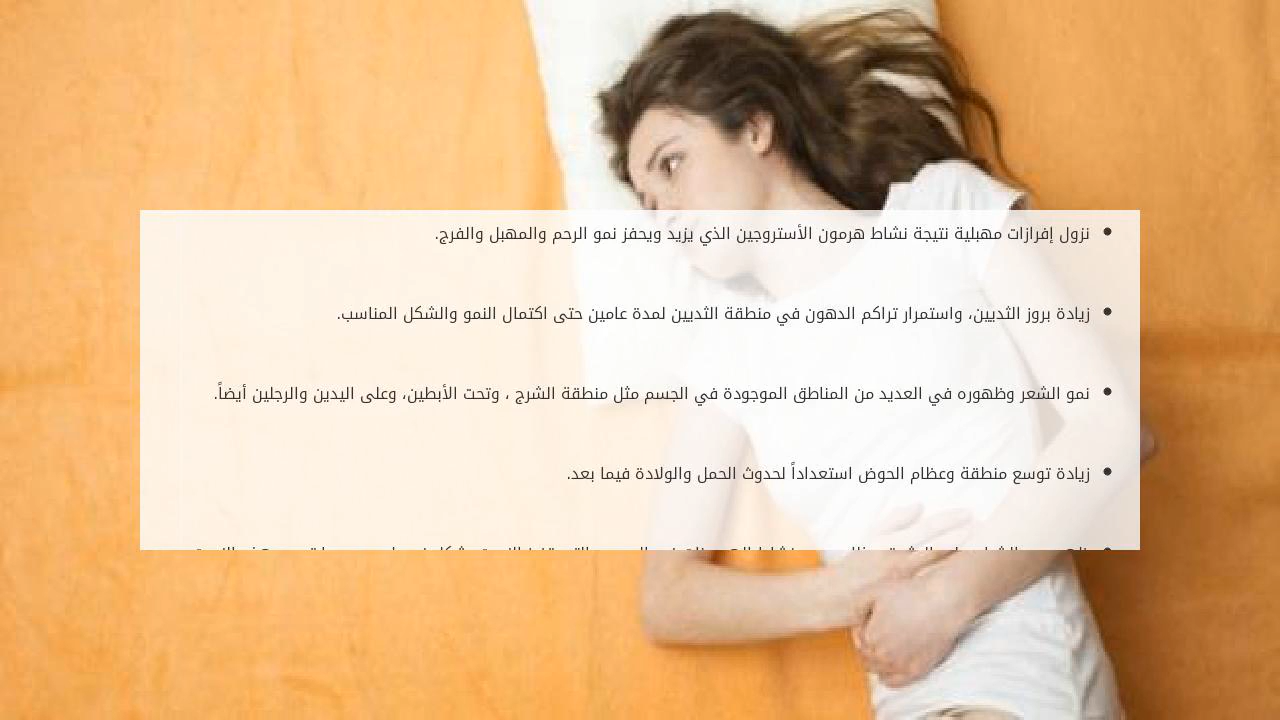 • نزول إفرازات مهبلية نتيجة نشاط هرمون الأستروجين الذي يزيد ويحفز نمو الرحم والمهبل والفرج.
• زيادة بروز الثديين، واستمرار تراكم الدهون في منطقة الثديين لمدة عامين حتى اكتمال النمو والشكل المناسب.
• نمو الشعر وظهوره في العديد من المناطق الموجودة في الجسم مثل منطقة الشرج ، وتحت الأبطين، وعلى اليدين والرجلين أيضاً.
• زيادة توسع منطقة وعظام الحوض استعداداً لحدوث الحمل والولادة فيما بعد.